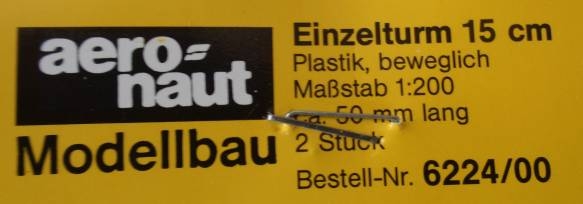 aero=
naut
Modellbau
Einzelturm 15 cm
Plastik, beweglich
Maßstab 1:200
ca. 50 mm lang
2 Stück
Bestell-Nr. 6224/00